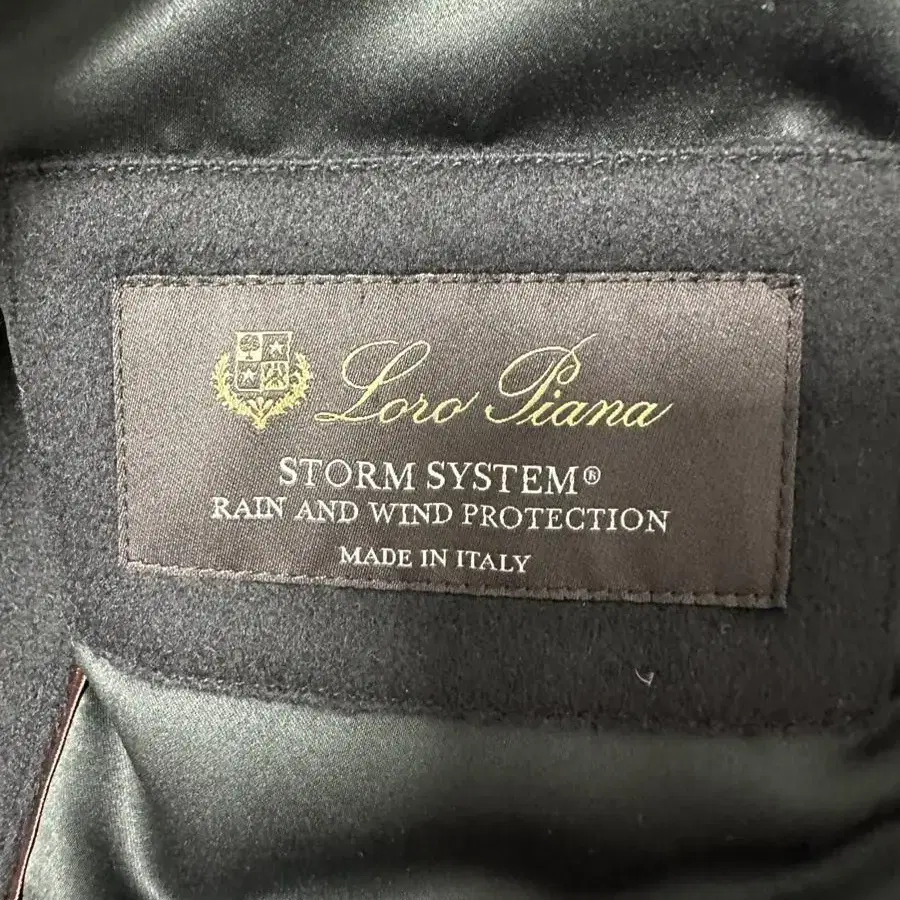 Loro Piana
STORM SYSTEM®
RAIN AND WIND PROTECTION
MADE IN ITALY